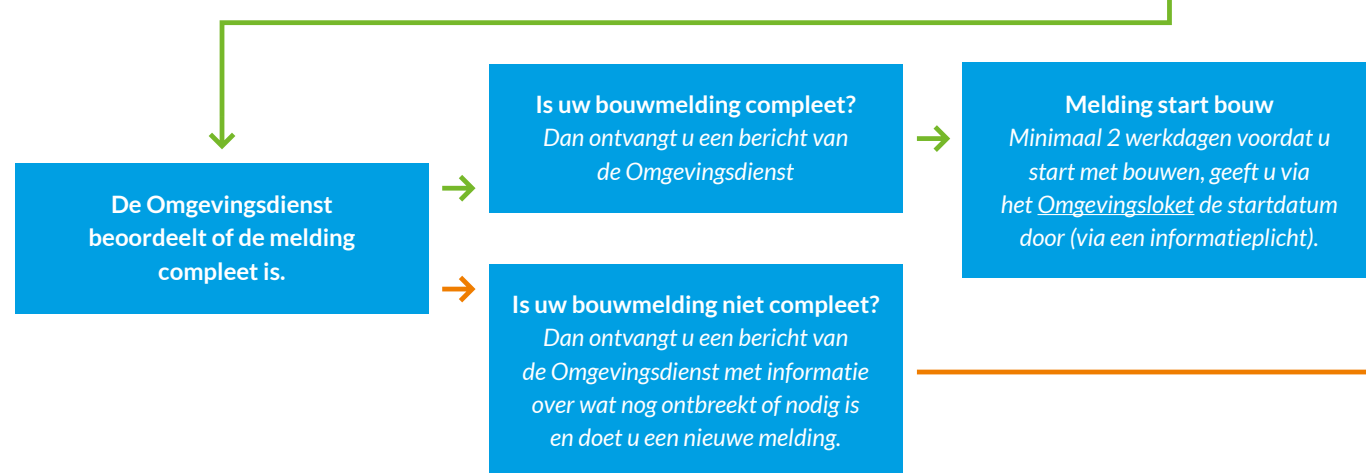 De Omgevingsdienst
beoordeelt of de melding
compleet is.
Is uw bouwmelding compleet?
Dan ontvangt u een bericht van
de Omgevingsdienst
Melding start bouw
Minimaal 2 werkdagen voordat u
start met bouwen, geeft u via
het Omgevingsloket de startdatum
door (via een informatieplicht).
Is uw bouwmelding niet compleet?
Dan ontvangt u een bericht van
de Omgevingsdienst met informatie
over wat nog ontbreekt of nodig is
en doet u een nieuwe melding.